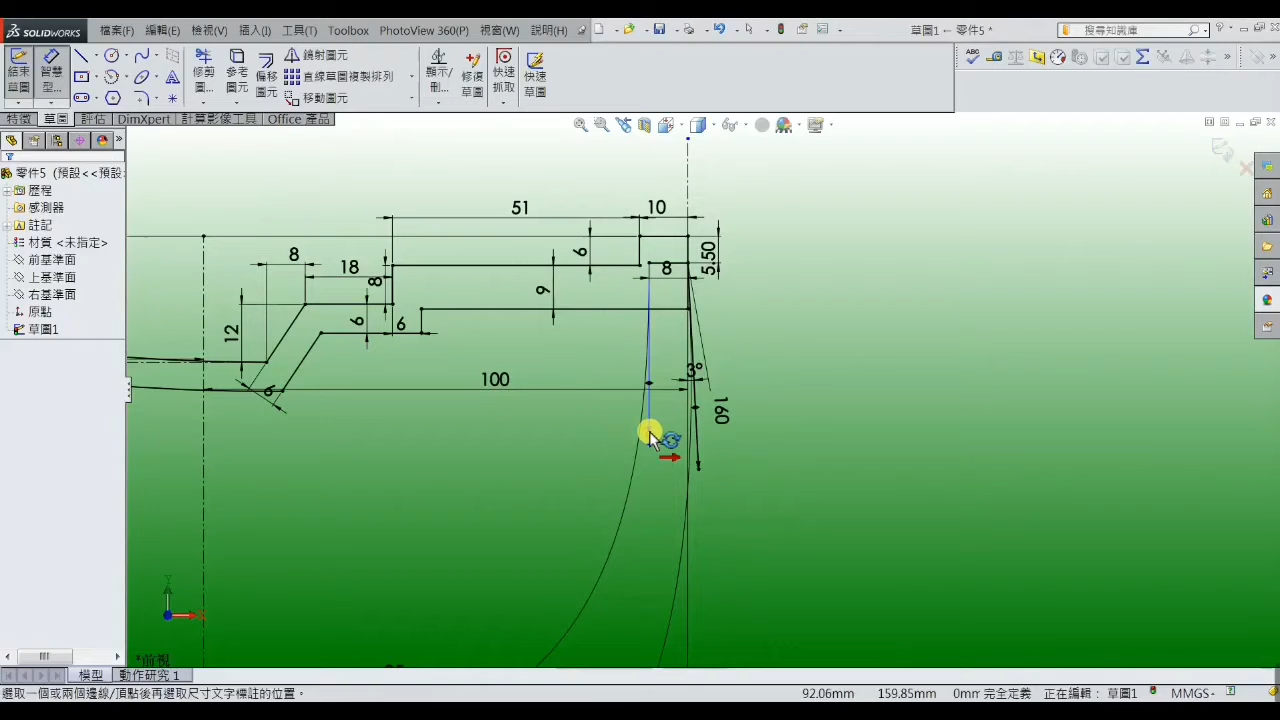 SOLIDWORKS
檔案(F) 編輯(E) 檢視(V) 插入(I) 工具(T) Toolbox PhotoView 360(P) 視窗(W) 說明(H)
草圖1 - 零件5 *
搜尋知識庫
結束草圖
智慧型...
修剪圖...
參考圖元
偏移圖元
鏡射圖元
直線草圖複製排列
移動圖元
顯示/刪...
修復草圖
快速抓取
快速草圖
特徵 草圖 評估 DimXpert 計算影像工具 Office 產品
零件5 (預設<<預設
歷程
感測器
註記
材質 <未指定>
前基準面
上基準面
右基準面
原點
草圖1
51
10
6
5.50
8
8
18
8
9
12
6
6
6
100
3°
160
Y
X
*前視
模型 動作研究 1
選取一個或兩個邊線/頂點後再選取尺寸文字標註的位置。
92.06mm 159.85mm 0mm 完全定義 正在編輯： 草圖1 MMGS